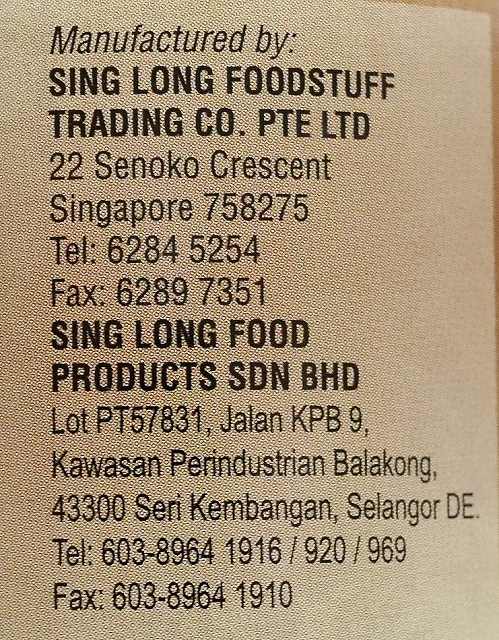 Manufactured by:
SING LONG FOODSTUFF
TRADING CO. PTE LTD
22 Senoko Crescent
Singapore 758275
Tel: 6284 5254
Fax: 6289 7351
SING LONG FOOD
PRODUCTS SDN BHD
Lot PT57831, Jalan KPB 9,
Kawasan Perindustrian Balakong,
43300 Seri Kembangan, Selangor DE.
Tel: 603-8964 1916 / 920 / 969
Fax: 603-8964 1910